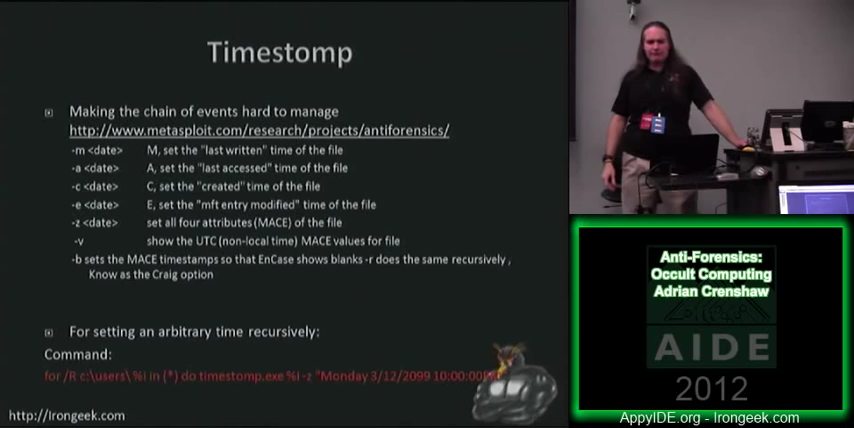 Timestomp
Making the chain of events hard to manage
http://www.metasploit.com/research/projects/antiforensics/
-m <date> M, set the "last written" time of the file
-a <date> A, set the "last accessed" time of the file
-c <date> C, set the "created" time of the file
-e <date> E, set the "mft entry modified" time of the file
-z <date> set all four attributes (MACE) of the file
-v show the UTC (non-local time) MACE values for file
-b sets the MACE timestamps so that EnCase shows blanks -r does the same recursively ,
Know as the Craig option
For setting an arbitrary time recursively:
Command:
for /R c:\users\ %i in (*) do timestomp.exe %i -z "Monday 3/12/2099 10:00:00
http://Irongeek.com
Anti-Forensics:
Occult Computing
Adrian Crenshaw
AIDE
2012
AppyIDE.org - Irongeek.com